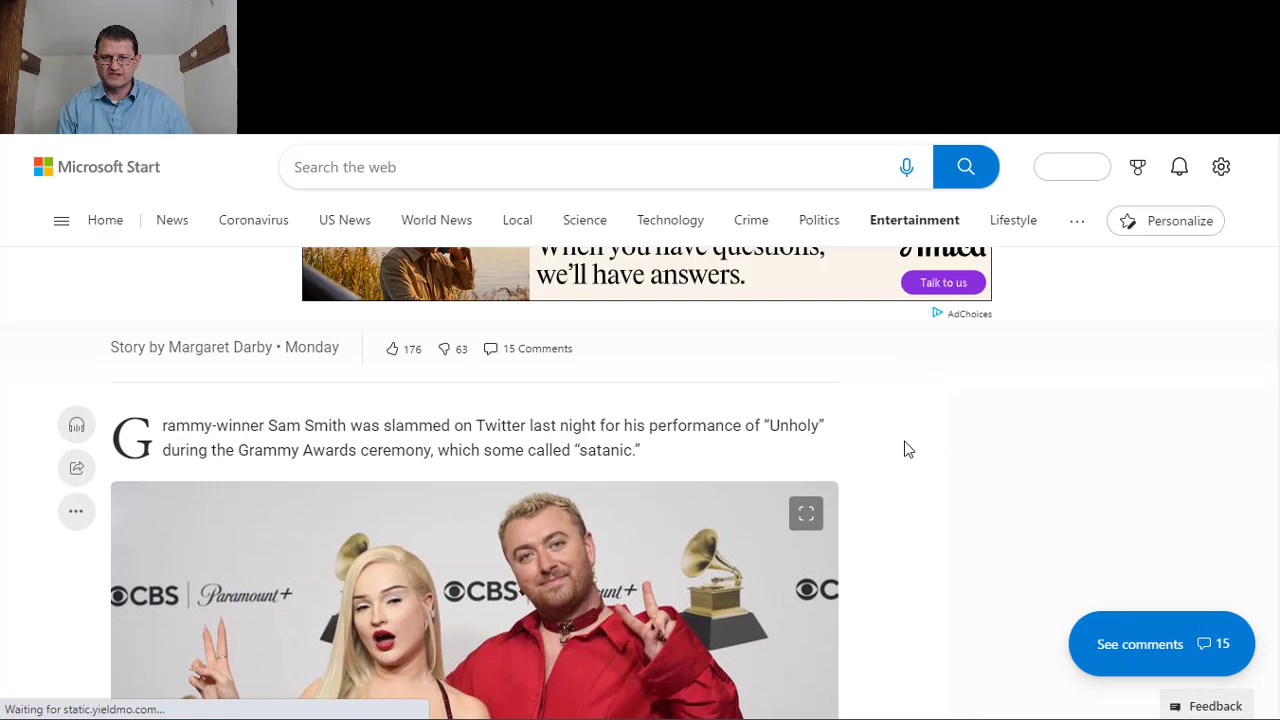 Microsoft Start
Search the web
Home
News
Coronavirus
US News
World News
Local
Science
Technology
Crime
Politics
Entertainment
Lifestyle
Personalize
When you have questions,
we'll have answers.
Talk to us
AdChoices
Story by Margaret Darby • Monday
176
63
15 Comments
Grammy-winner Sam Smith was slammed on Twitter last night for his performance of “Unholy”
during the Grammy Awards ceremony, which some called “satanic.”
CBS
Paramount+
CBS
CBS
See comments 15
Waiting for static.yieldmo.com...
Feedback